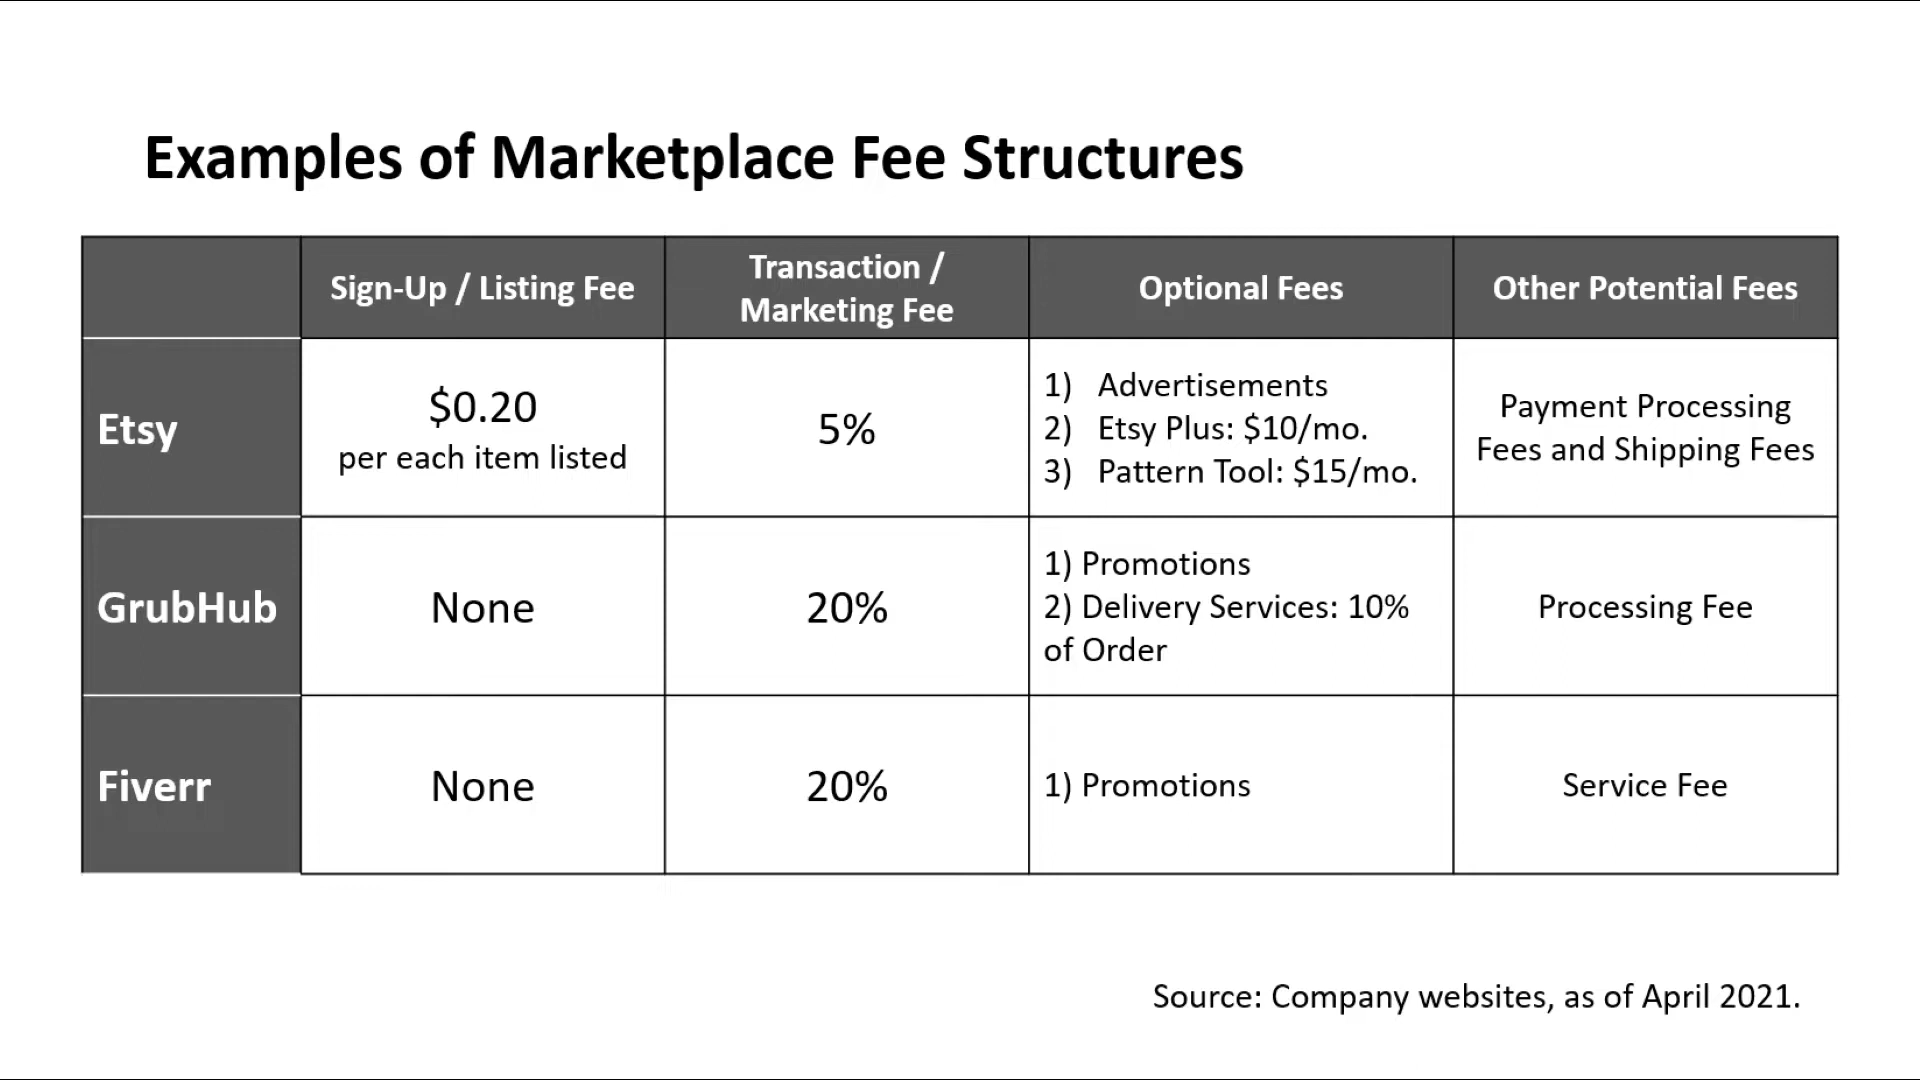 Examples of Marketplace Fee Structures
Sign-Up / Listing Fee
Transaction /
Marketing Fee
Optional Fees
Other Potential Fees
Etsy
$0.20
per each item listed
5%
1) Advertisements
2) Etsy Plus: $10/mo.
3) Pattern Tool: $15/mo.
Payment Processing
Fees and Shipping Fees
GrubHub
None
20%
1) Promotions
2) Delivery Services: 10%
of Order
Processing Fee
Fiverr
None
20%
1) Promotions
Service Fee
Source: Company websites, as of April 2021.